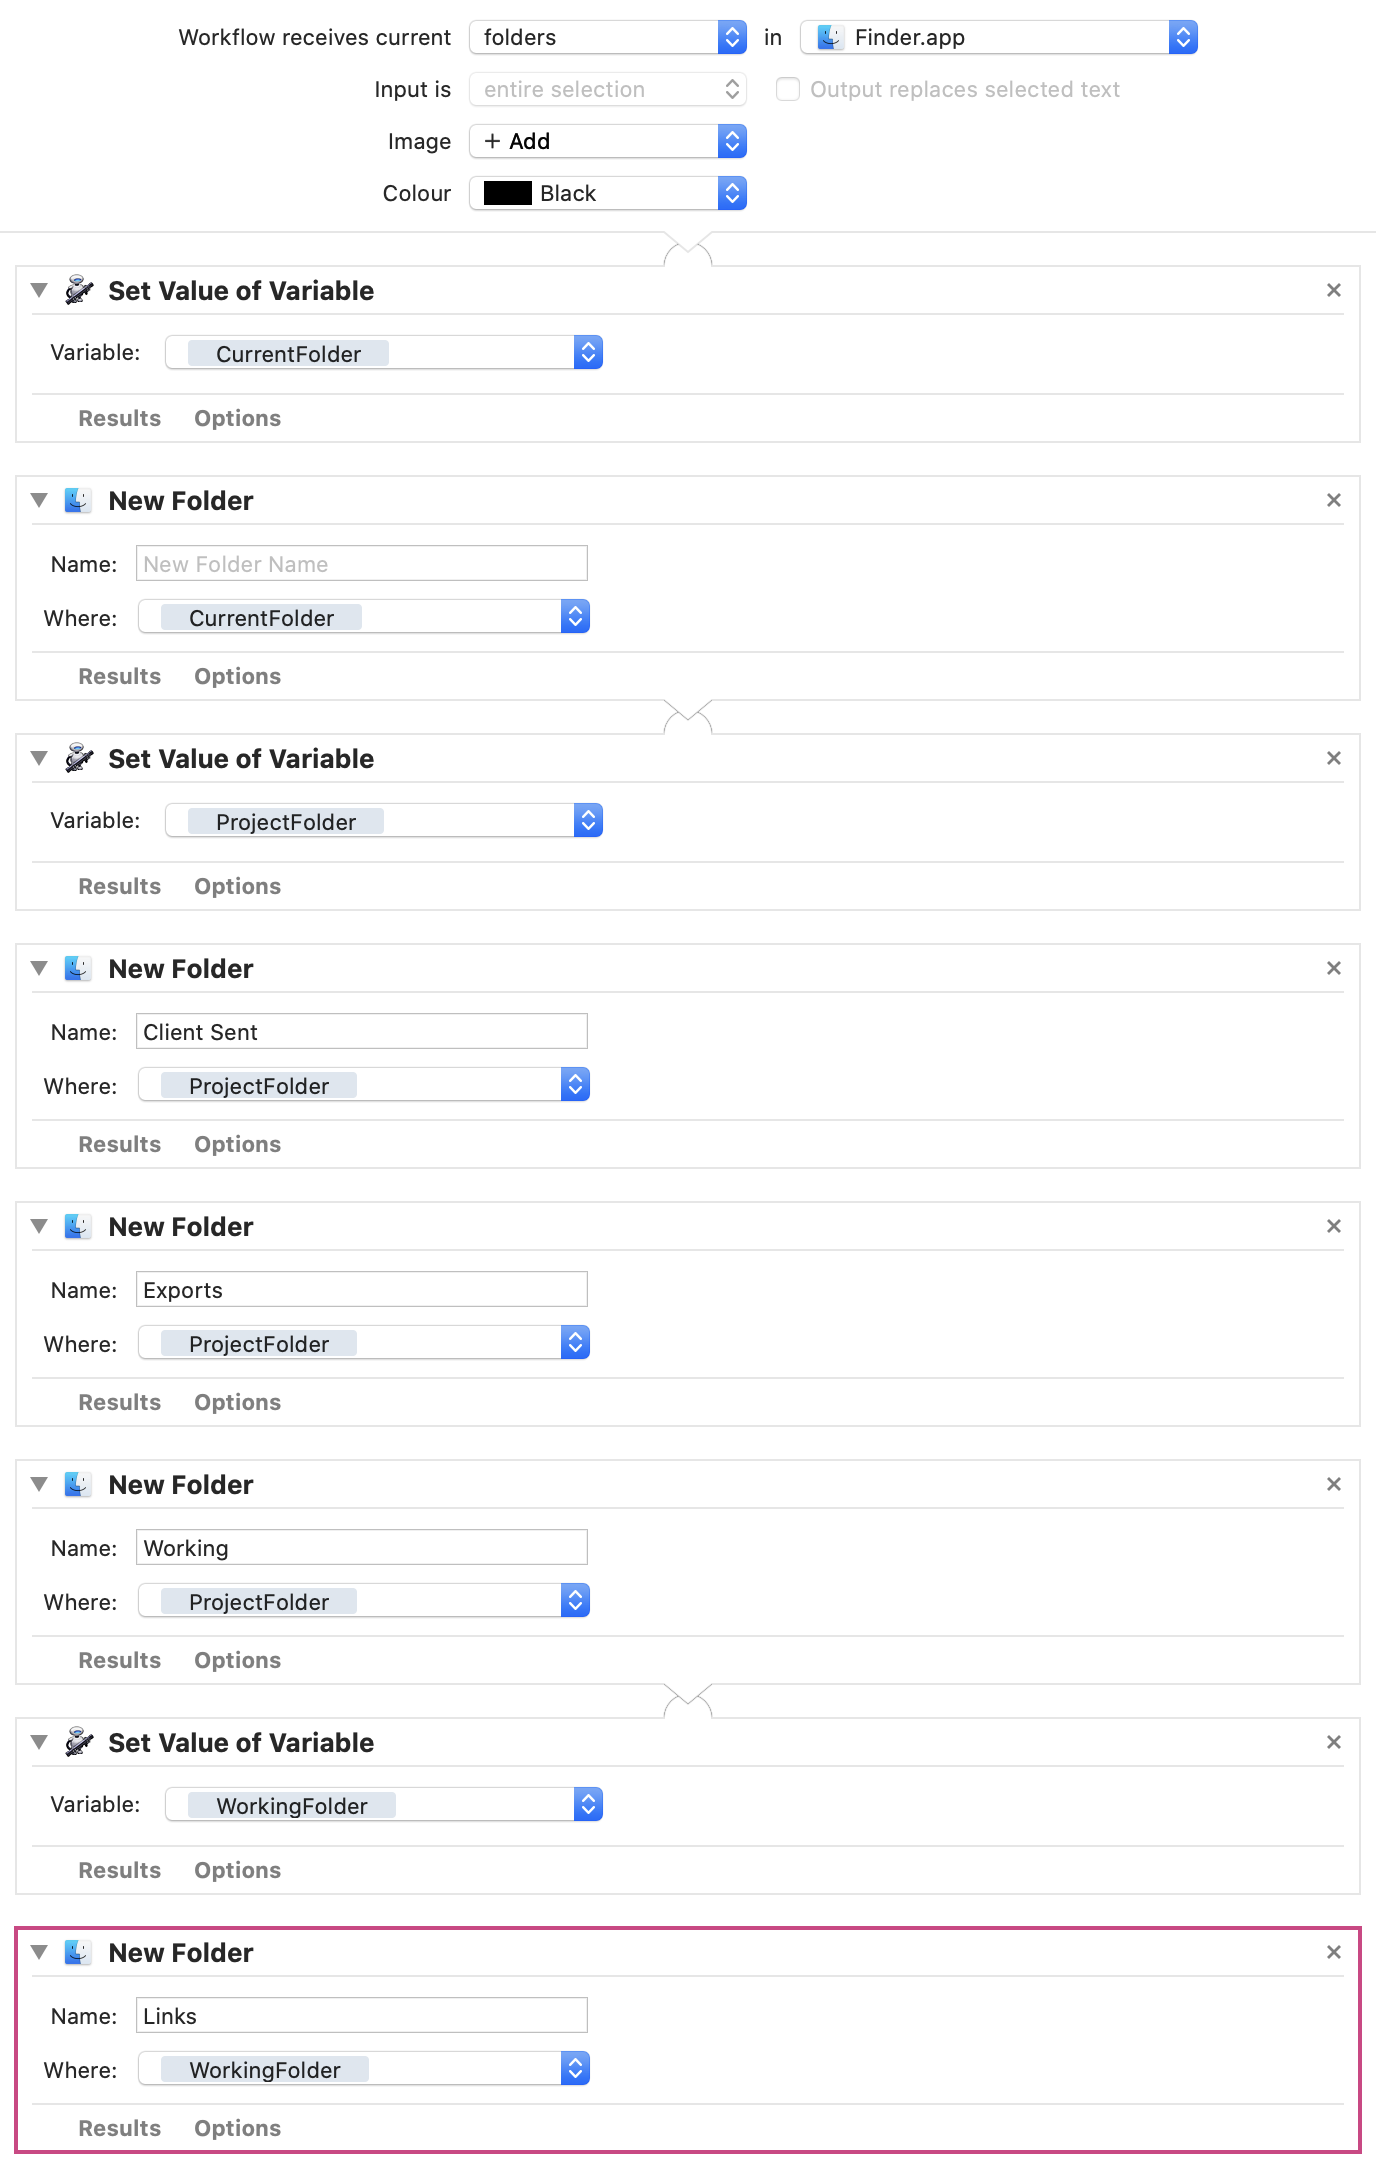 Workflow receives current folders in Finder.app
Input is entire selection Output replaces selected text
Image + Add
Colour Black
Set Value of Variable
Variable: CurrentFolder
Results Options
New Folder
Name: New Folder Name
Where: CurrentFolder
Results Options
Set Value of Variable
Variable: ProjectFolder
Results Options
New Folder
Name: Client Sent
Where: ProjectFolder
Results Options
New Folder
Name: Exports
Where: ProjectFolder
Results Options
New Folder
Name: Working
Where: ProjectFolder
Results Options
Set Value of Variable
Variable: WorkingFolder
Results Options
New Folder
Name: Links
Where: WorkingFolder
Results Options